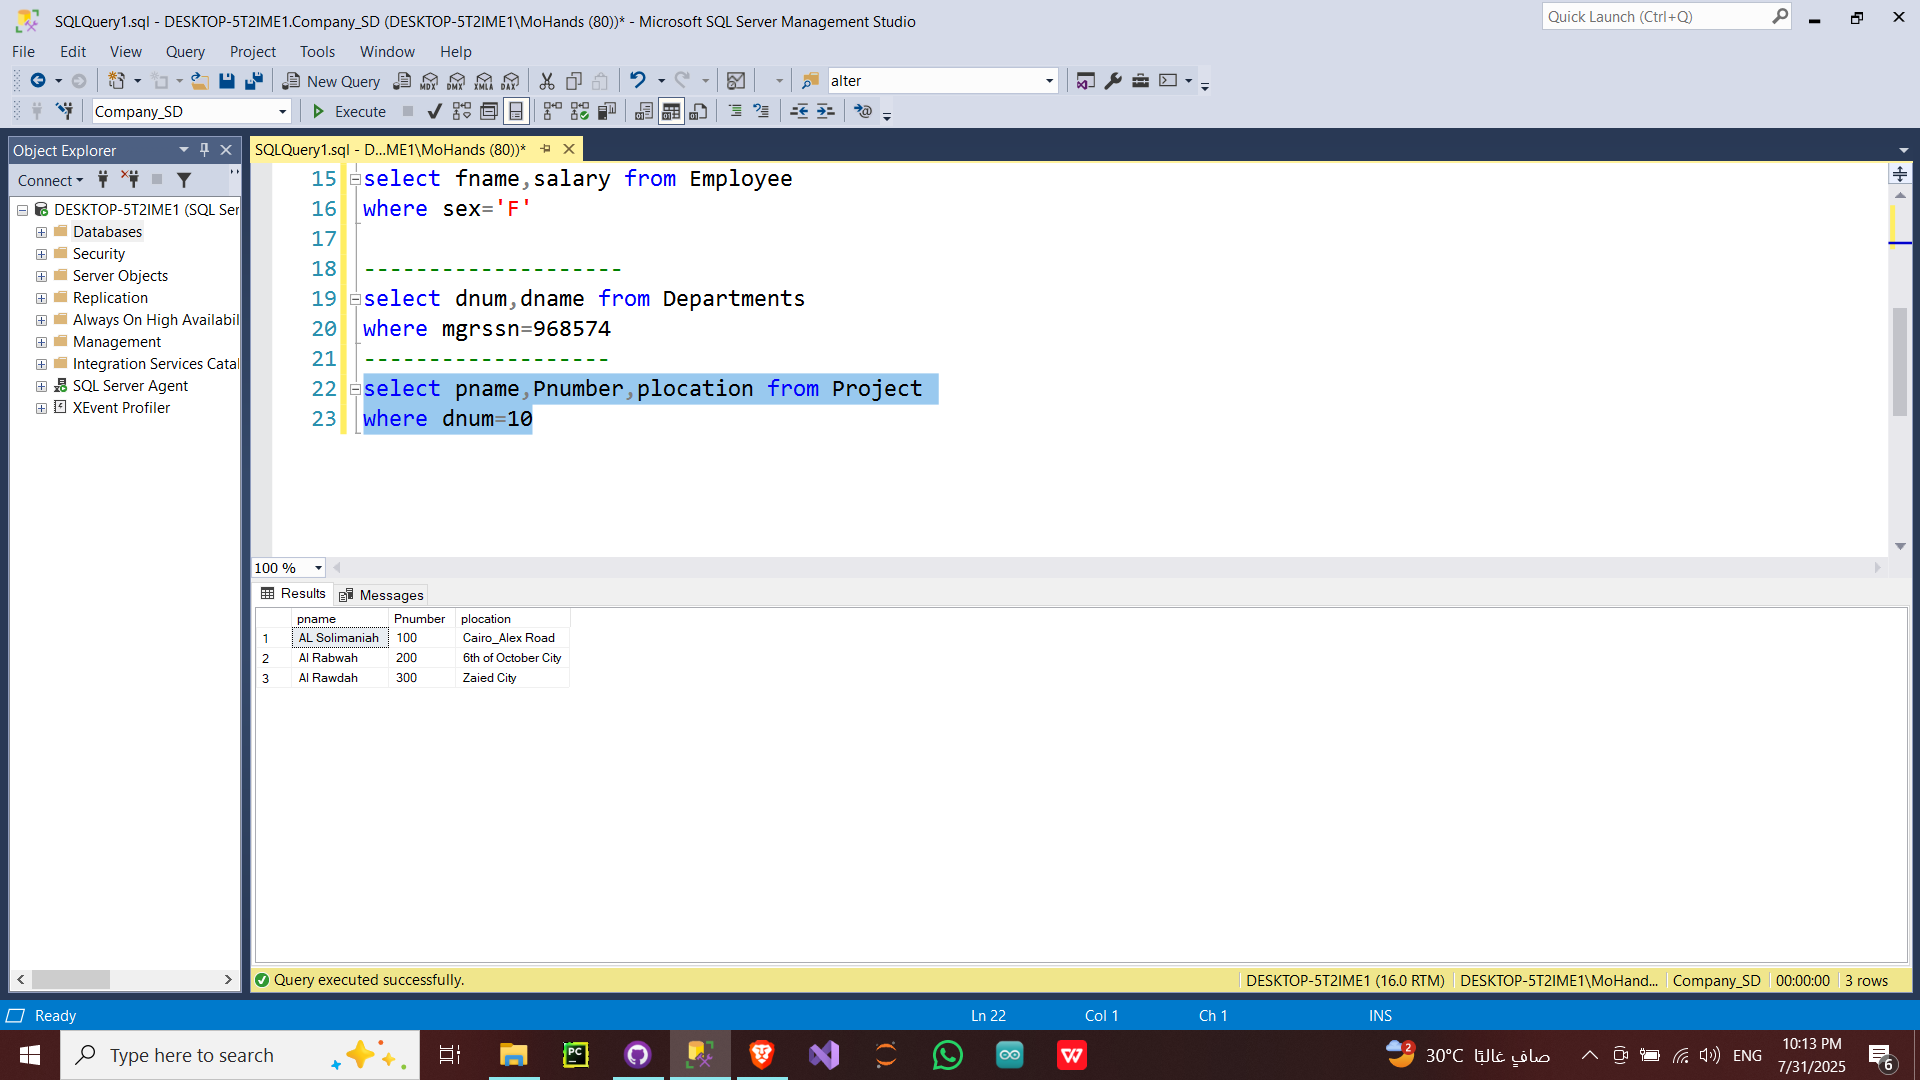 SQLQuery1.sql - DESKTOP-5T2IME1.Company_SD (DESKTOP-5T2IME1\MoHands (80))* - Microsoft SQL Server Management Studio
Quick Launch (Ctrl+Q)
File Edit View Query Project Tools Window Help
New Query MDX DMX XMLA DAX alter
Company_SD Execute
Object Explorer
SQLQuery1.sql - D...ME1\MoHands (80))*
Connect
DESKTOP-5T2IME1 (SQL Ser
Databases
Security
Server Objects
Replication
Always On High Availabil
Management
Integration Services Catal
SQL Server Agent
XEvent Profiler
15 select fname,salary from Employee
16 where sex='F'
17
18 --------------------
19 select dnum,dname from Departments
20 where mgrssn=968574
21 -------------------
22 select pname,Pnumber,plocation from Project
23 where dnum=10
100 %
Results Messages
pname Pnumber plocation
1 AL Solimaniah 100 Cairo_Alex Road
2 Al Rabwah 200 6th of October City
3 Al Rawdah 300 Zaied City
Query executed successfully.
DESKTOP-5T2IME1 (16.0 RTM) DESKTOP-5T2IME1\MoHand... Company_SD 00:00:00 3 rows
Ready Ln 22 Col 1 Ch 1 INS
Type here to search
PC
W
2
30°C صافٍ غالبًا
ENG
10:13 PM
7/31/2025
6